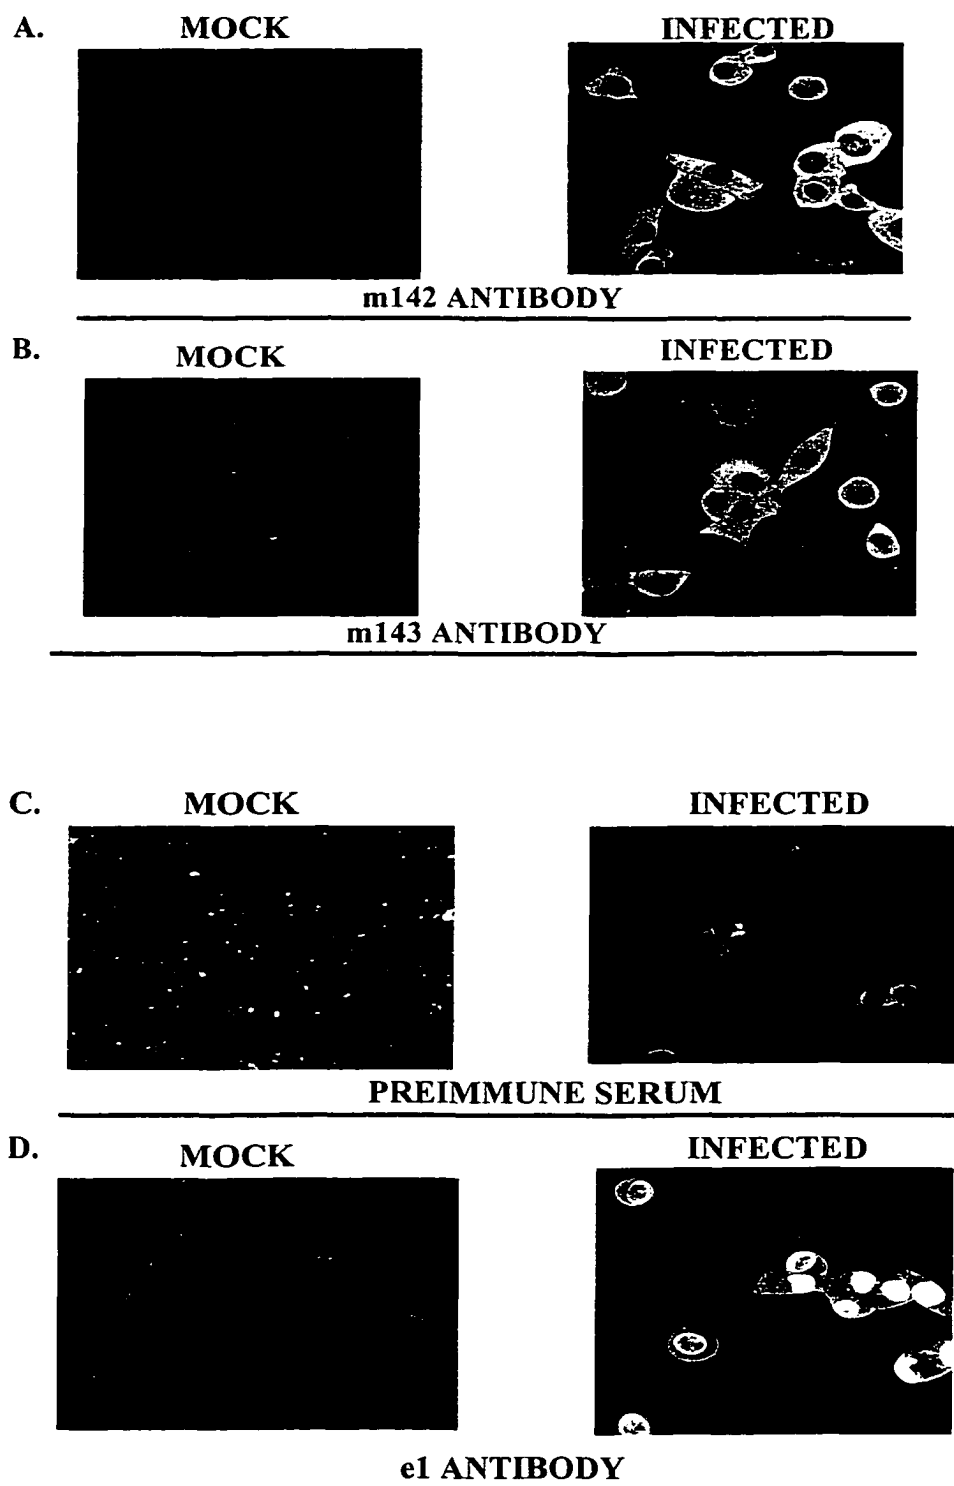 A.
MOCK
INFECTED
m142 ANTIBODY
B.
MOCK
INFECTED
m143 ANTIBODY
C.
MOCK
INFECTED
PREIMMUNE SERUM
D.
MOCK
INFECTED
e1 ANTIBODY